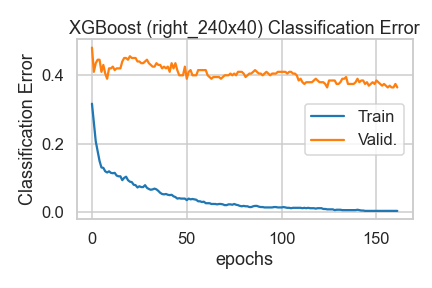 XGBoost (right_240x40) Classification Error
Classification Error
0.4
0.2
0.0
Train
Valid.
0
50
100
150
epochs